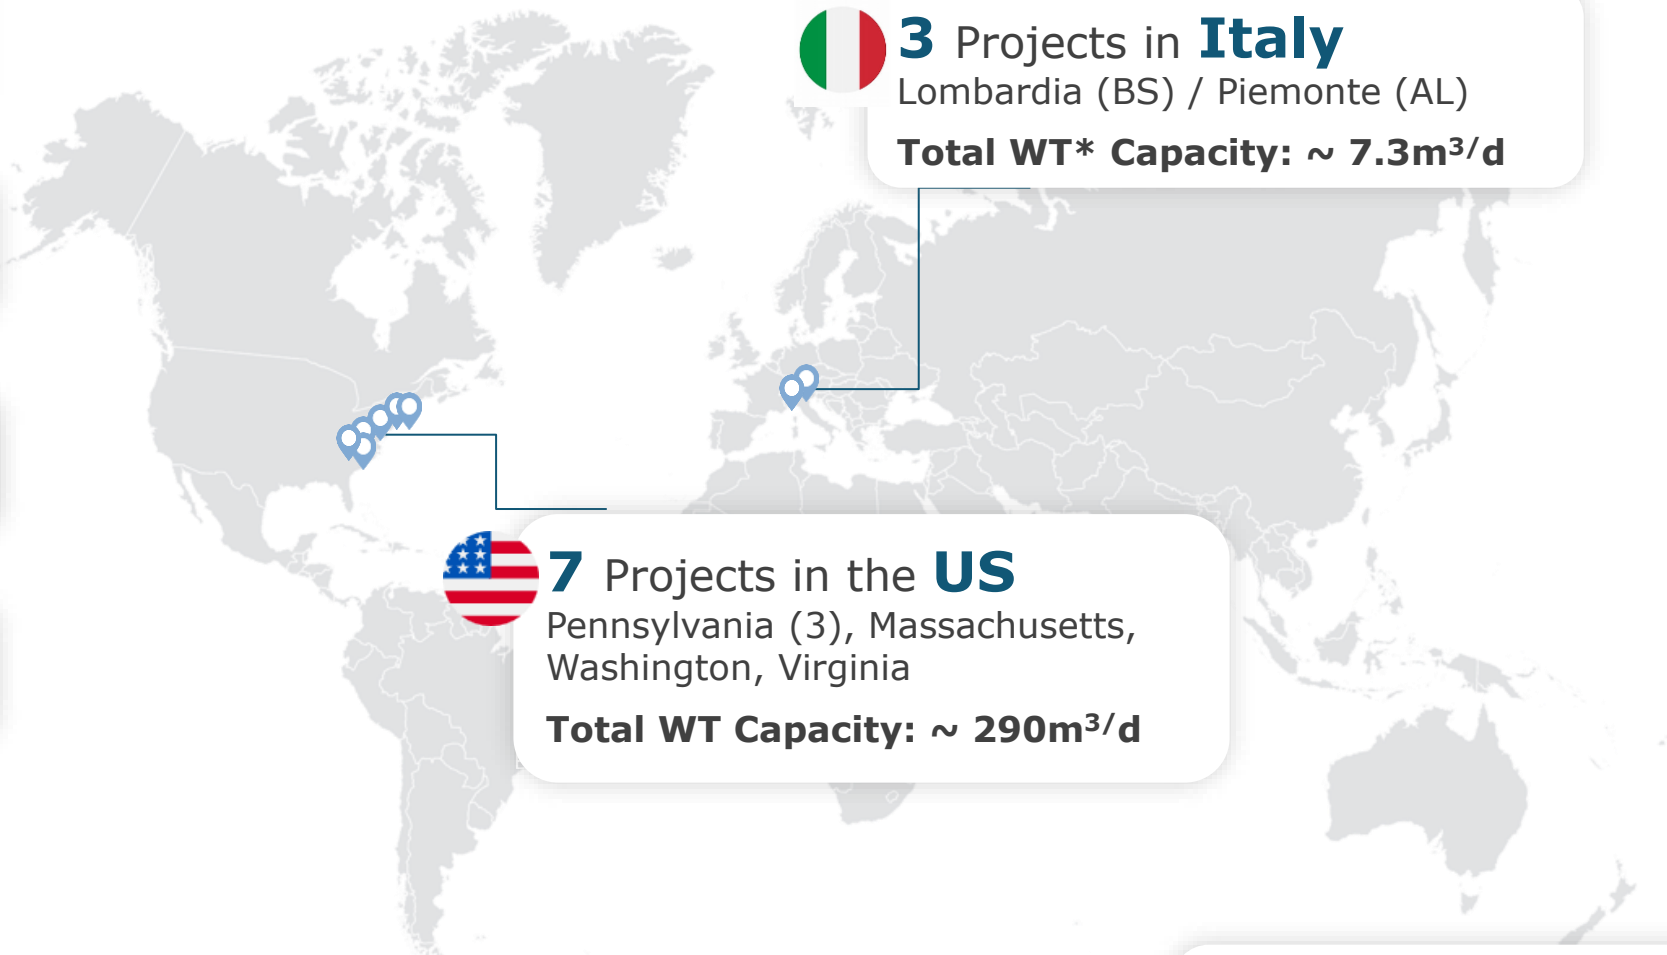 3 Projects in Italy
Lombardia (BS) / Piemonte (AL)
Total WT* Capacity: ~ 7.3m³/d
7 Projects in the US
Pennsylvania (3), Massachusetts,
Washington, Virginia
Total WT Capacity: ~ 290m³/d